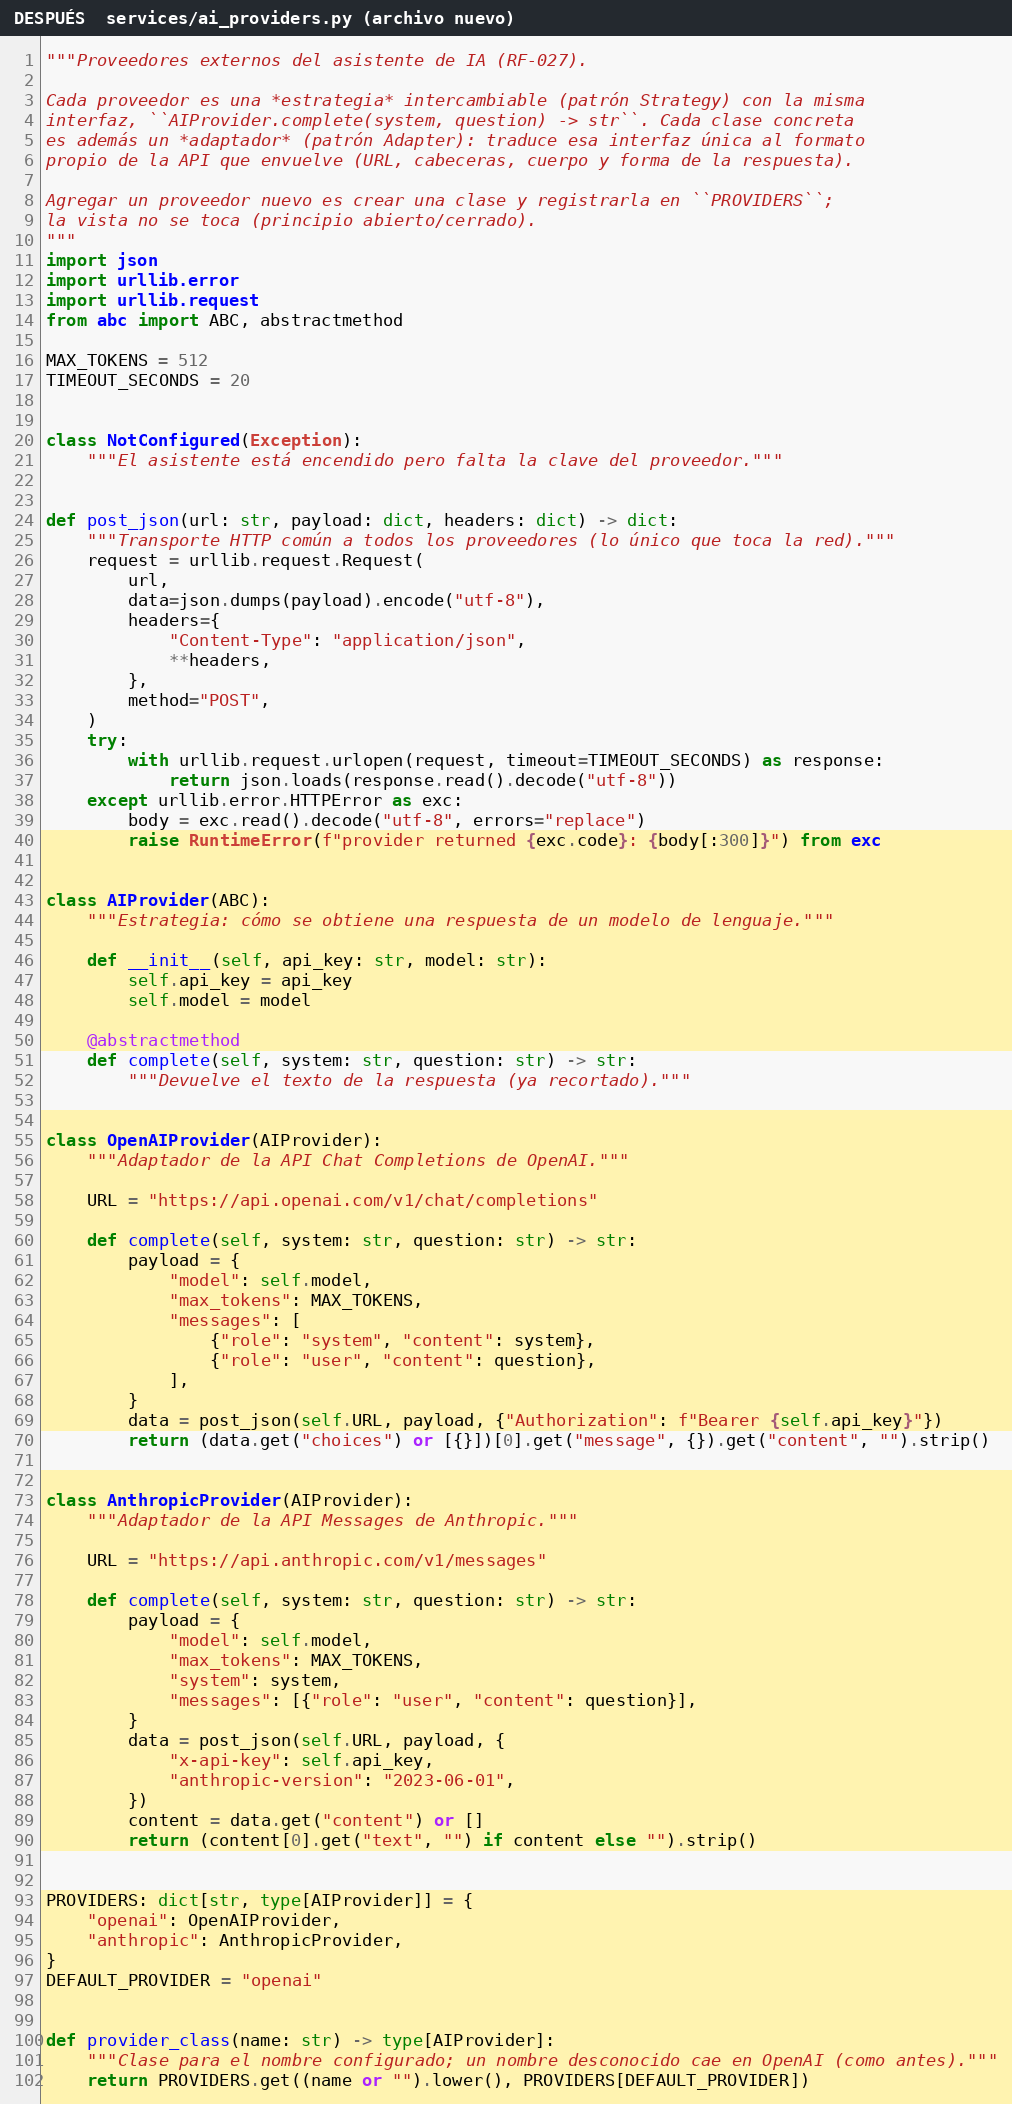 DESPUÉS  services/ai_providers.py (archivo nuevo)
1 """Proveedores externos del asistente de IA (RF-027).
2
3 Cada proveedor es una *estrategia* intercambiable (patrón Strategy) con la misma
4 interfaz, ``AIProvider.complete(system, question) -> str``. Cada clase concreta
5 es además un *adaptador* (patrón Adapter): traduce esa interfaz única al formato
6 propio de la API que envuelve (URL, cabeceras, cuerpo y forma de la respuesta).
7
8 Agregar un proveedor nuevo es crear una clase y registrarla en ``PROVIDERS``;
9 la vista no se toca (principio abierto/cerrado).
10 """
11 import json
12 import urllib.error
13 import urllib.request
14 from abc import ABC, abstractmethod
15
16 MAX_TOKENS = 512
17 TIMEOUT_SECONDS = 20
18
19
20 class NotConfigured(Exception):
21     """El asistente está encendido pero falta la clave del proveedor."""
22
23
24 def post_json(url: str, payload: dict, headers: dict) -> dict:
25     """Transporte HTTP común a todos los proveedores (lo único que toca la red)."""
26     request = urllib.request.Request(
27         url,
28         data=json.dumps(payload).encode("utf-8"),
29         headers={
30             "Content-Type": "application/json",
31             **headers,
32         },
33         method="POST",
34     )
35     try:
36         with urllib.request.urlopen(request, timeout=TIMEOUT_SECONDS) as response:
37             return json.loads(response.read().decode("utf-8"))
38     except urllib.error.HTTPError as exc:
39         body = exc.read().decode("utf-8", errors="replace")
40         raise RuntimeError(f"provider returned {exc.code}: {body[:300]}") from exc
41
42
43 class AIProvider(ABC):
44     """Estrategia: cómo se obtiene una respuesta de un modelo de lenguaje."""
45
46     def __init__(self, api_key: str, model: str):
47         self.api_key = api_key
48         self.model = model
49
50     @abstractmethod
51     def complete(self, system: str, question: str) -> str:
52         """Devuelve el texto de la respuesta (ya recortado)."""
53
54
55 class OpenAIProvider(AIProvider):
56     """Adaptador de la API Chat Completions de OpenAI."""
57
58     URL = "https://api.openai.com/v1/chat/completions"
59
60     def complete(self, system: str, question: str) -> str:
61         payload = {
62             "model": self.model,
63             "max_tokens": MAX_TOKENS,
64             "messages": [
65                 {"role": "system", "content": system},
66                 {"role": "user", "content": question},
67             ],
68         }
69         data = post_json(self.URL, payload, {"Authorization": f"Bearer {self.api_key}"})
70         return (data.get("choices") or [{}])[0].get("message", {}).get("content", "").strip()
71
72
73 class AnthropicProvider(AIProvider):
74     """Adaptador de la API Messages de Anthropic."""
75
76     URL = "https://api.anthropic.com/v1/messages"
77
78     def complete(self, system: str, question: str) -> str:
79         payload = {
80             "model": self.model,
81             "max_tokens": MAX_TOKENS,
82             "system": system,
83             "messages": [{"role": "user", "content": question}],
84         }
85         data = post_json(self.URL, payload, {
86             "x-api-key": self.api_key,
87             "anthropic-version": "2023-06-01",
88         })
89         content = data.get("content") or []
90         return (content[0].get("text", "") if content else "").strip()
91
92
93 PROVIDERS: dict[str, type[AIProvider]] = {
94     "openai": OpenAIProvider,
95     "anthropic": AnthropicProvider,
96 }
97 DEFAULT_PROVIDER = "openai"
98
99
100 def provider_class(name: str) -> type[AIProvider]:
101     """Clase para el nombre configurado; un nombre desconocido cae en OpenAI (como antes)."""
102     return PROVIDERS.get((name or "").lower(), PROVIDERS[DEFAULT_PROVIDER])